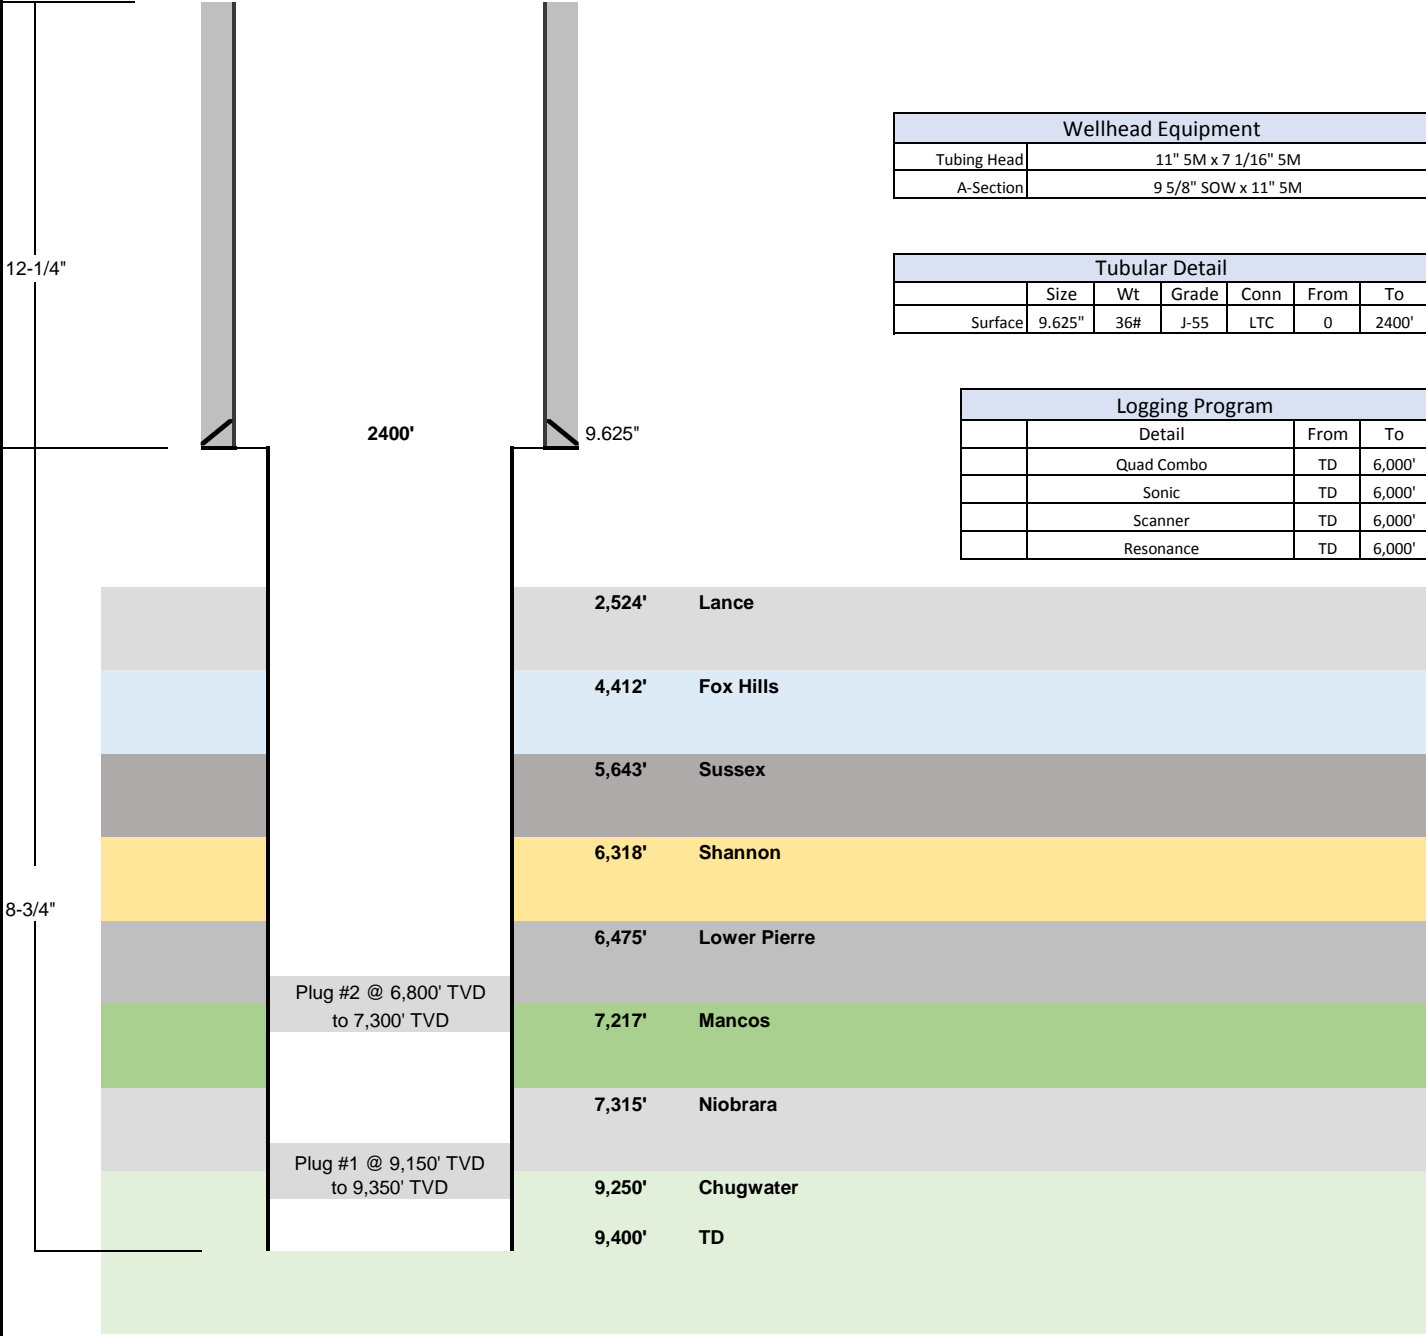 Wellhead Equipment
Tubing Head 11" 5M x 7 1/16" 5M
A-Section 9 5/8" SOW x 11" 5M
12-1/4"
Tubular Detail
Size Wt Grade Conn From To
Surface 9.625" 36# J-55 LTC 0 2400'
2400' 9.625"
Logging Program
Detail From To
Quad Combo TD 6,000'
Sonic TD 6,000'
Scanner TD 6,000'
Resonance TD 6,000'
2,524' Lance
4,412' Fox Hills
5,643' Sussex
6,318' Shannon
8-3/4"
6,475' Lower Pierre
Plug #2 @ 6,800' TVD
to 7,300' TVD
7,217' Mancos
7,315' Niobrara
Plug #1 @ 9,150' TVD
to 9,350' TVD
9,250' Chugwater
9,400' TD